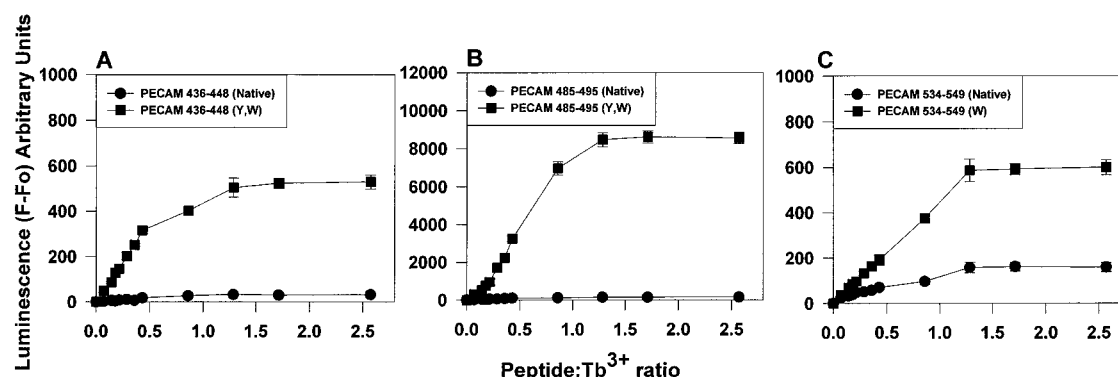 Luminescence (F-Fo) Arbitrary Units
A
1000
800
600
400
200
0
PECAM 436-448 (Native)
PECAM 436-448 (Y,W)
0.0 0.5 1.0 1.5 2.0 2.5
B
12000
10000
8000
6000
4000
2000
0
PECAM 485-495 (Native)
PECAM 485-495 (Y,W)
0.0 0.5 1.0 1.5 2.0 2.5
C
1000
800
600
400
200
0
PECAM 534-549 (Native)
PECAM 534-549 (W)
0.0 0.5 1.0 1.5 2.0 2.5
Peptide:Tb3+ ratio